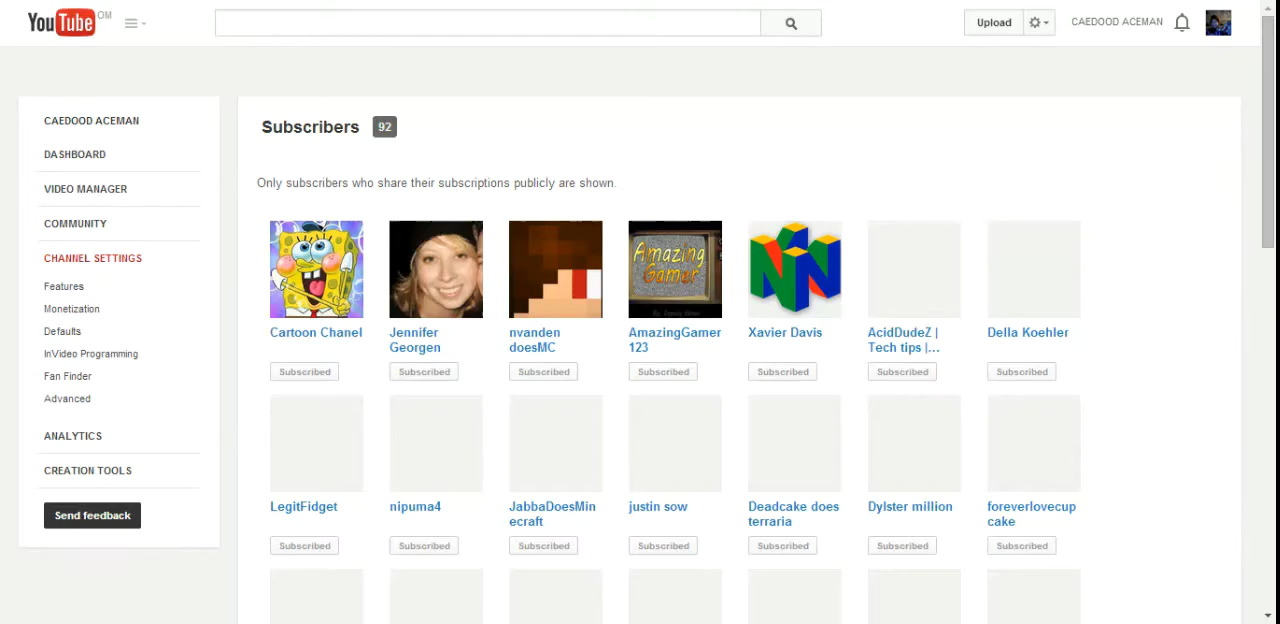 YouTube OM
Upload
CAEDOOD ACEMAN
CAEDOOD ACEMAN
DASHBOARD
VIDEO MANAGER
COMMUNITY
CHANNEL SETTINGS
Features
Monetization
Defaults
InVideo Programming
Fan Finder
Advanced
ANALYTICS
CREATION TOOLS
Send feedback
Subscribers 92
Only subscribers who share their subscriptions publicly are shown.
Amazing
Gamer
Cartoon Chanel
Jennifer
Georgen
nvanden
doesMC
AmazingGamer
123
Xavier Davis
AcidDudeZ |
Tech tips |...
Della Koehler
Subscribed Subscribed Subscribed Subscribed Subscribed Subscribed Subscribed
LegitFidget
nipuma4
JabbaDoesMin
ecraft
justin sow
Deadcake does
terraria
Dylster million
foreverlovecup
cake
Subscribed Subscribed Subscribed Subscribed Subscribed Subscribed Subscribed